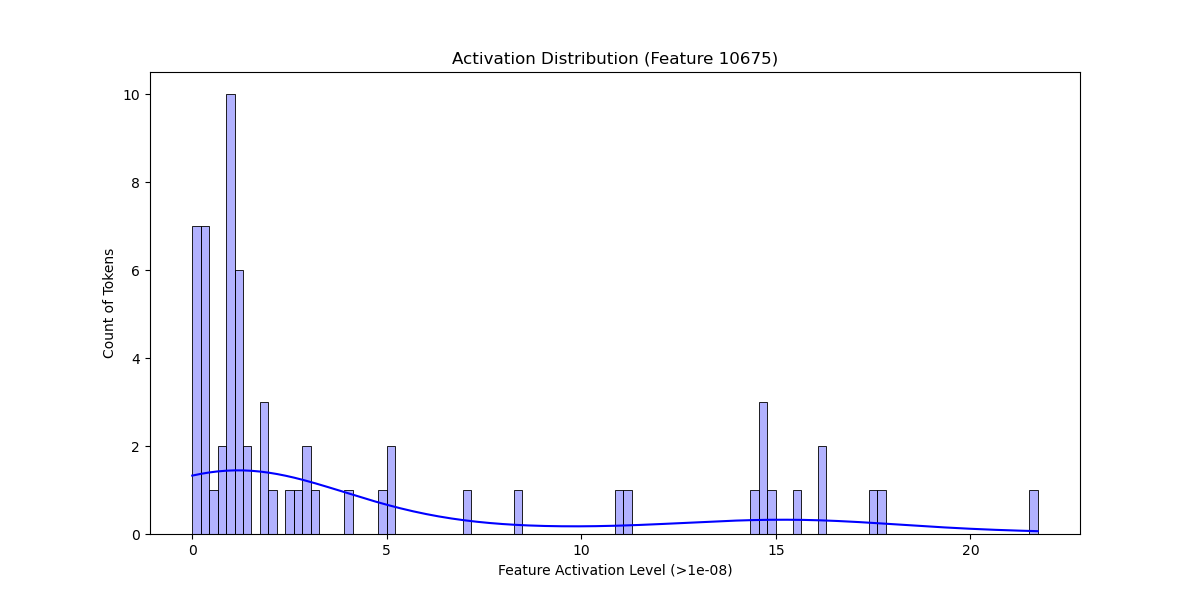 Activation Distribution (Feature 10675)
10
8
6
4
2
0
Count of Tokens
0 5 10 15 20
Feature Activation Level (>1e-08)